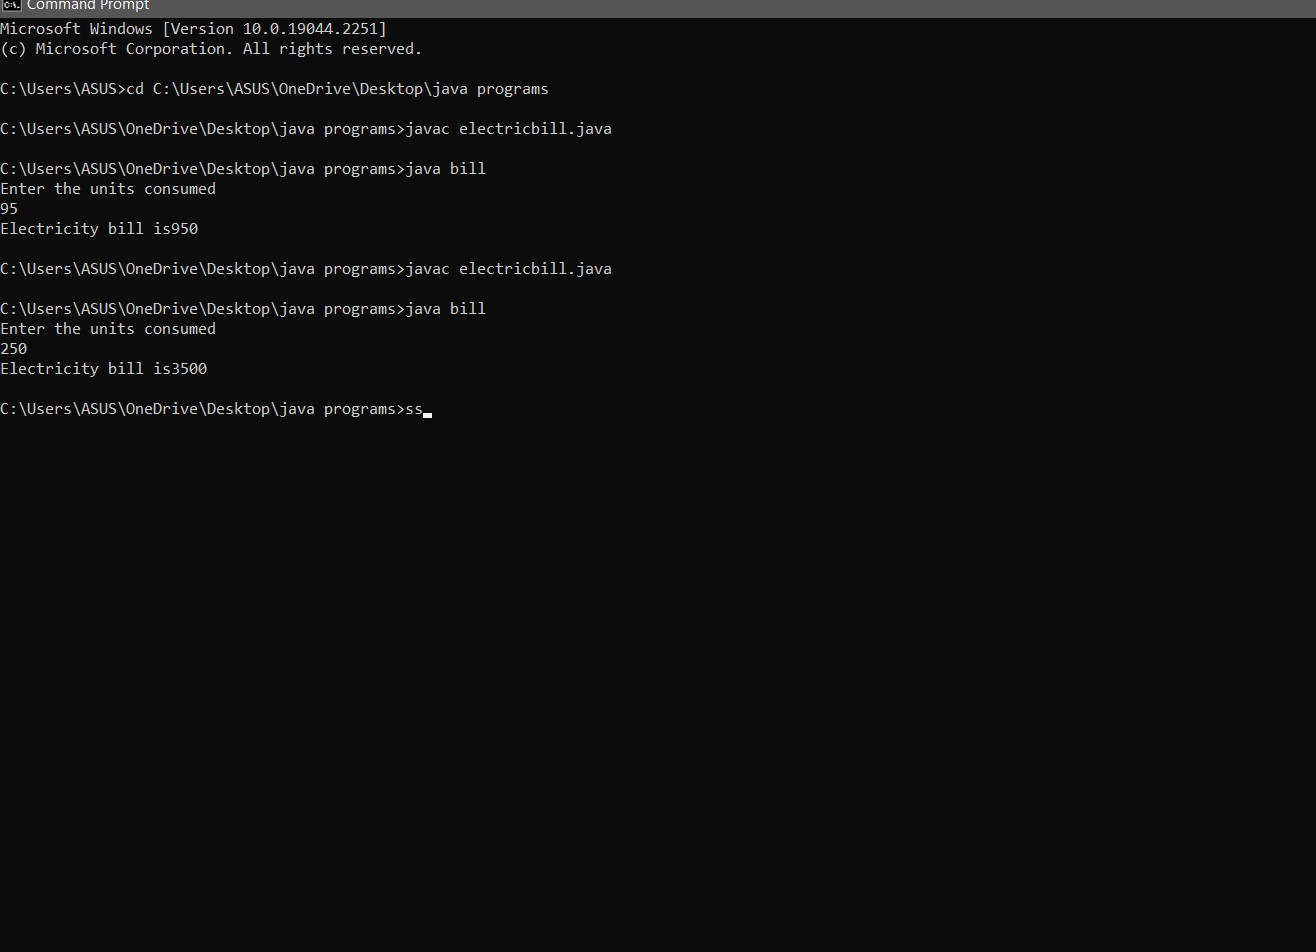 Command Prompt
Microsoft Windows [Version 10.0.19044.2251]
(c) Microsoft Corporation. All rights reserved.
C:\Users\ASUS>cd C:\Users\ASUS\OneDrive\Desktop\java programs
C:\Users\ASUS\OneDrive\Desktop\java programs>javac electricbill.java
C:\Users\ASUS\OneDrive\Desktop\java programs>java bill
Enter the units consumed
95
Electricity bill is950
C:\Users\ASUS\OneDrive\Desktop\java programs>javac electricbill.java
C:\Users\ASUS\OneDrive\Desktop\java programs>java bill
Enter the units consumed
250
Electricity bill is3500
C:\Users\ASUS\OneDrive\Desktop\java programs>ss